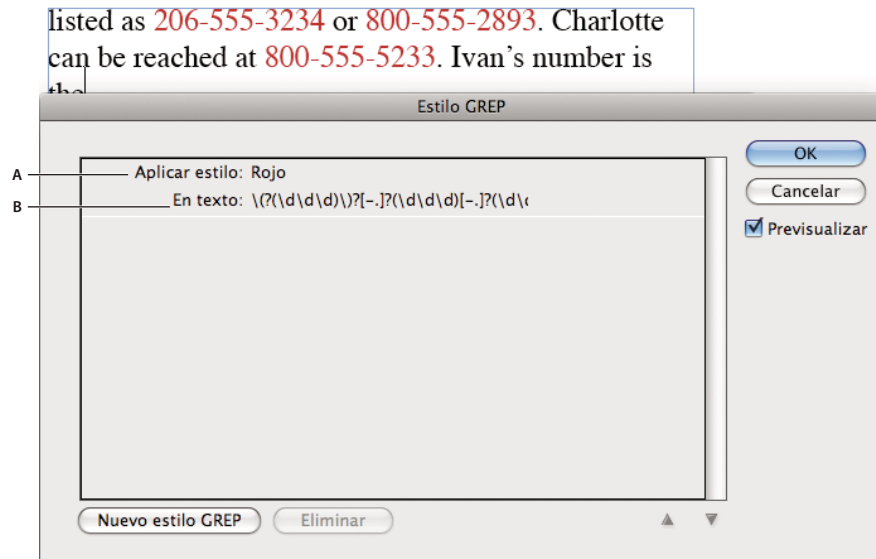 listed as 206-555-3234 or 800-555-2893. Charlotte
can be reached at 800-555-5233. Ivan’s number is
the
Estilo GREP
A
Aplicar estilo: Rojo
B
En texto: \(?(\d\d\d)\)?[-.]?(\d\d\d)[-.]?(\d\
OK
Cancelar
Previsualizar
Nuevo estilo GREP
Eliminar